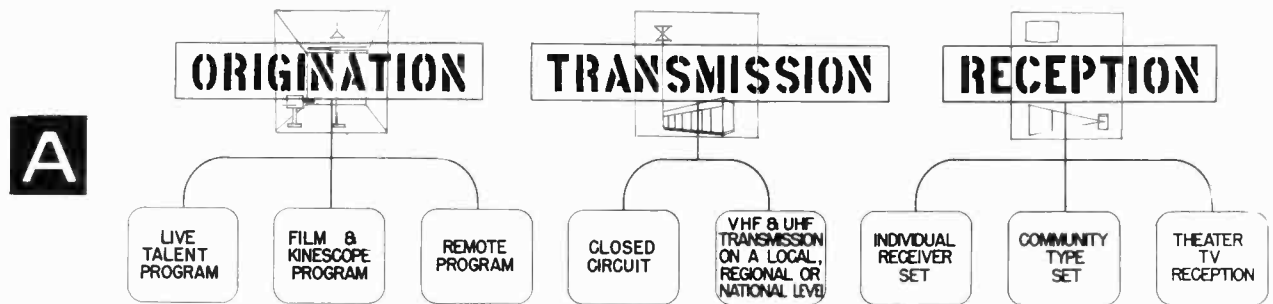 ORIGINATION
TRANSMISSION
RECEPTION
A
LIVE
TALENT
PROGRAM
FILM &
KINESCOPE
PROGRAM
REMOTE
PROGRAM
CLOSED
CIRCUIT
VHF & UHF
TRANSMISSION
ON A LOCAL,
REGIONAL OR
NATIONAL LEVEL
INDIVIDUAL
RECEIVER
SET
COMMUNITY
TYPE
SET
THEATER
TV
RECEPTION